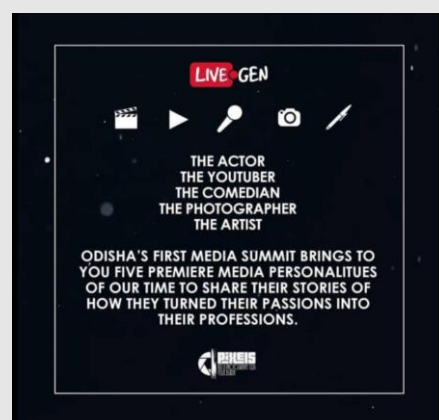 LIVE GEN
THE ACTOR
THE YOUTUBER
THE COMEDIAN
THE PHOTOGRAPHER
THE ARTIST
ODISHA'S FIRST MEDIA SUMMIT BRINGS TO
YOU FIVE PREMIERE MEDIA PERSONALITUES
OF OUR TIME TO SHARE THEIR STORIES OF
HOW THEY TURNED THEIR PASSIONS INTO
THEIR PROFESSIONS.
PIXELS